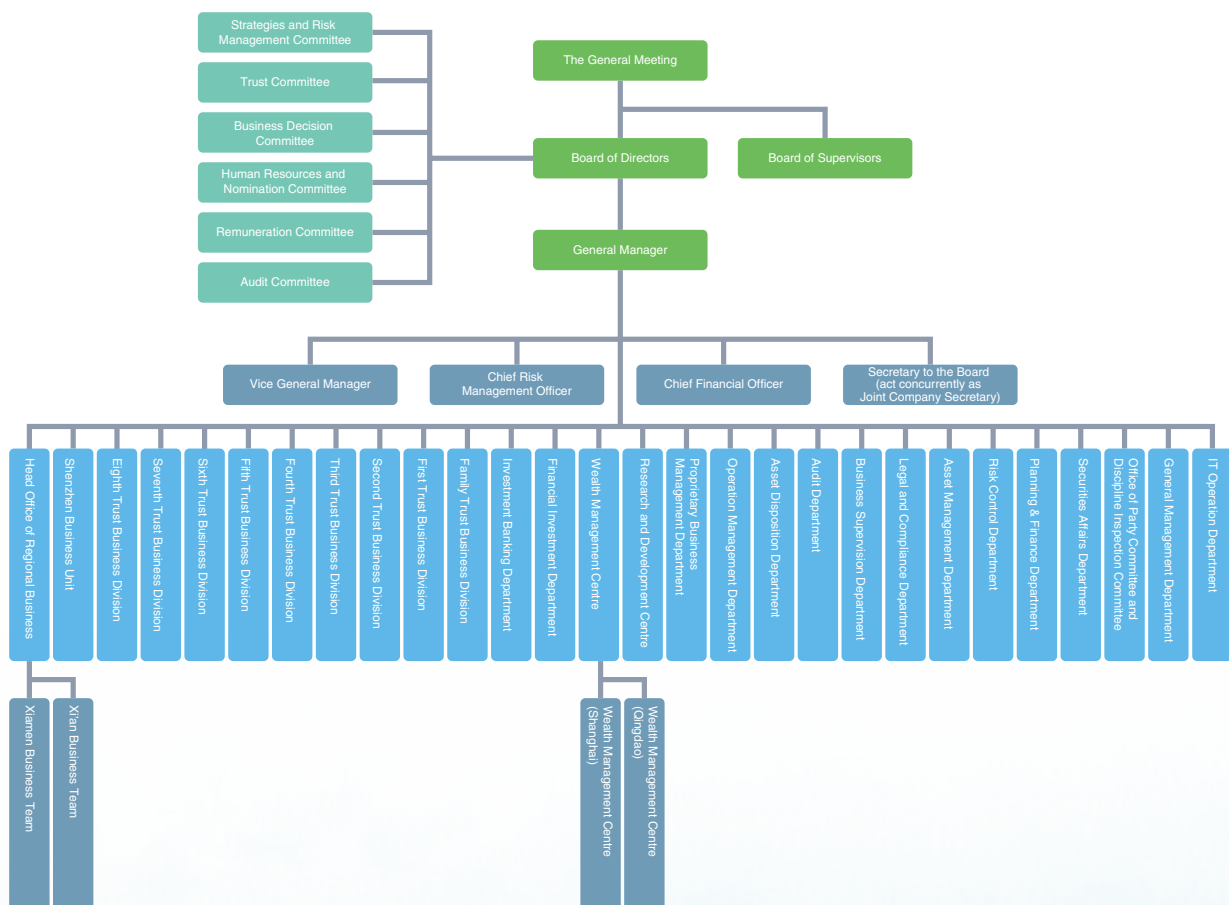 Strategies and Risk
Management Committee
Trust Committee
Business Decision
Committee
Human Resources and
Nomination Committee
Remuneration Committee
Audit Committee
The General Meeting
Board of Directors
Board of Supervisors
General Manager
Vice General Manager
Chief Risk
Management Officer
Chief Financial Officer
Secretary to the Board
(act concurrently as
Joint Company Secretary)
Head Office of Regional Business
Shenzhen Business Unit
Eighth Trust Business Division
Seventh Trust Business Division
Sixth Trust Business Division
Fifth Trust Business Division
Fourth Trust Business Division
Third Trust Business Division
Second Trust Business Division
First Trust Business Division
Family Trust Business Division
Investment Banking Department
Financial Investment Department
Wealth Management Centre
Research and Development Centre
Proprietary Business
Management Department
Operation Management Department
Asset Disposition Department
Audit Department
Business Supervision Department
Legal and Compliance Department
Asset Management Department
Risk Control Department
Planning & Finance Department
Securities Affairs Department
Office of Party Committee and
Discipline Inspection Committee
General Management Department
IT Operation Department
Xiamen Business Team
Xi'an Business Team
Wealth Management Centre
(Shanghai)
Wealth Management Centre
(Qingdao)